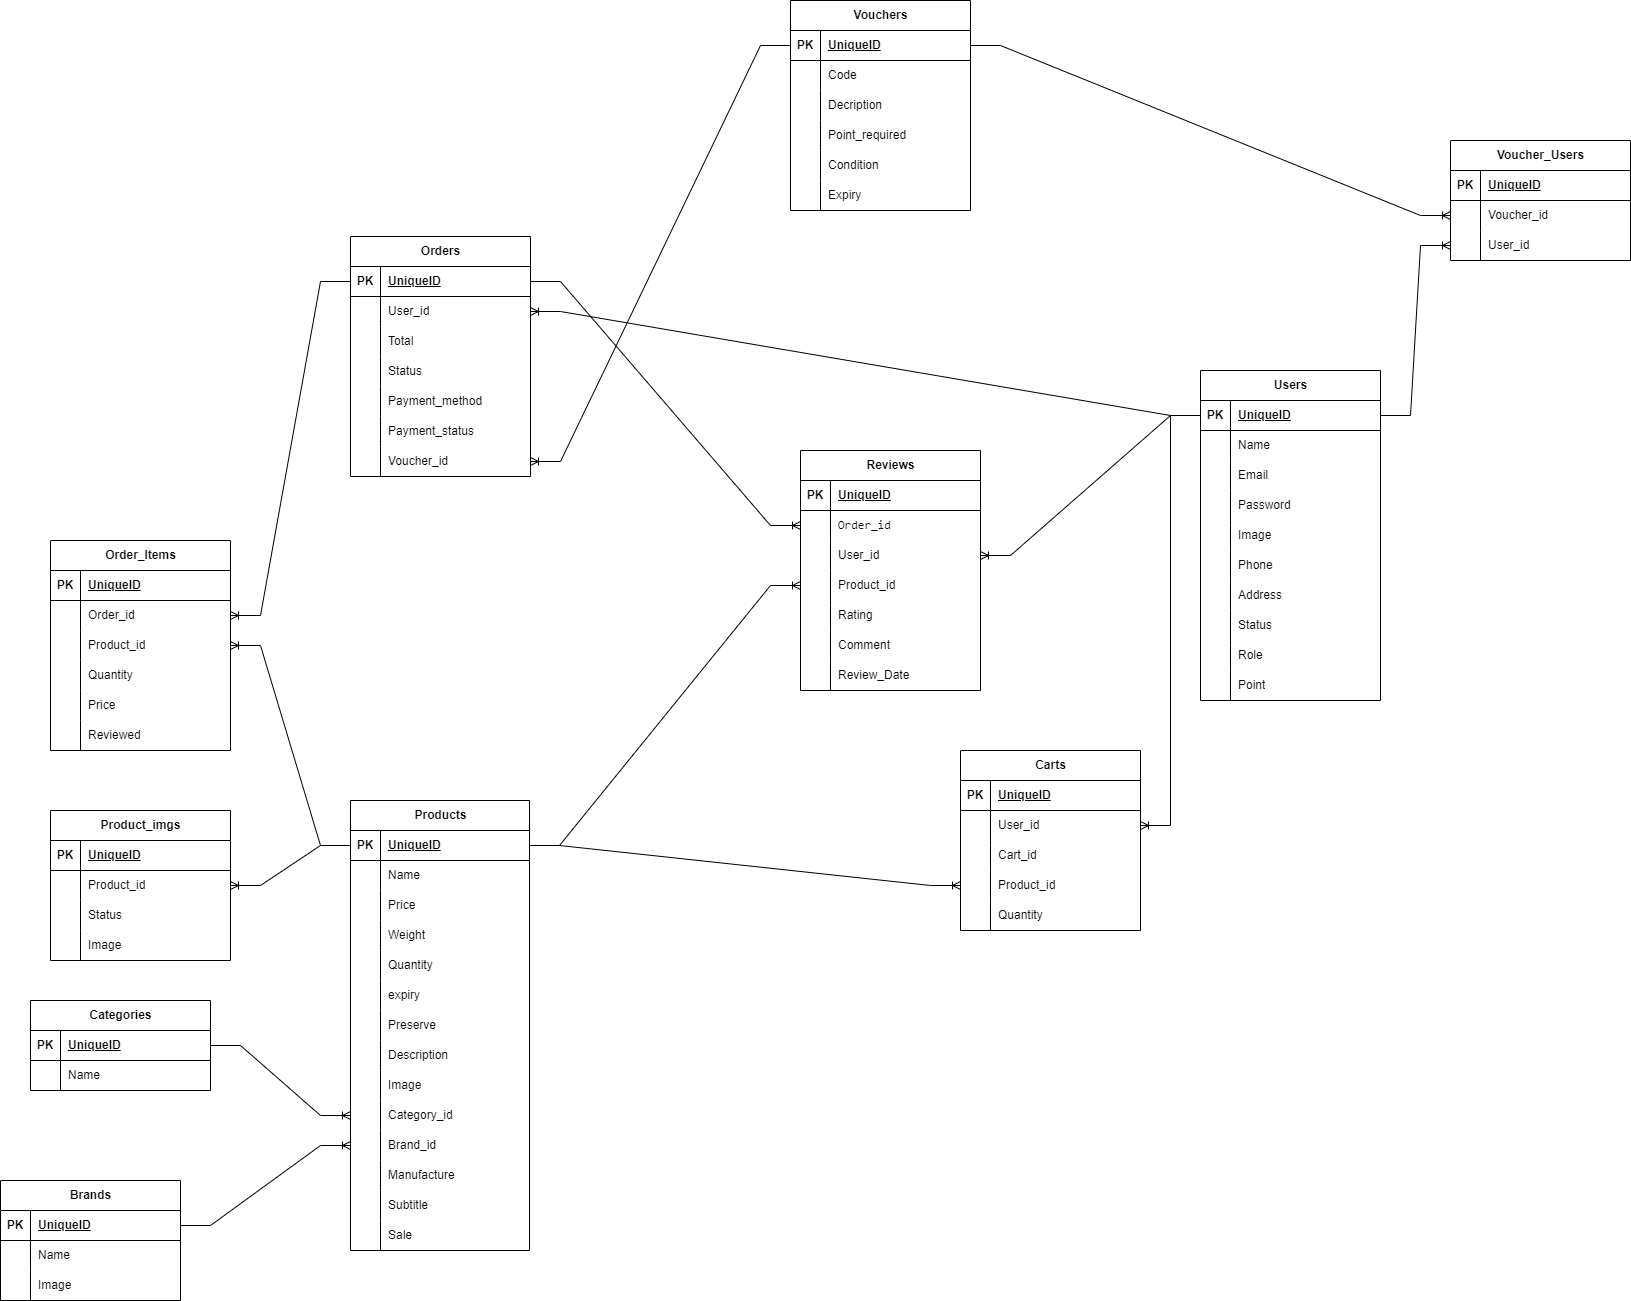 Vouchers
PK UniqueID
Code
Decription
Point_required
Condition
Expiry
Voucher_Users
PK UniqueID
Voucher_id
User_id
Orders
PK UniqueID
User_id
Total
Status
Payment_method
Payment_status
Voucher_id
Users
PK UniqueID
Name
Email
Password
Image
Phone
Address
Status
Role
Point
Reviews
PK UniqueID
Order_id
User_id
Product_id
Rating
Comment
Review_Date
Order_Items
PK UniqueID
Order_id
Product_id
Quantity
Price
Reviewed
Carts
PK UniqueID
User_id
Cart_id
Product_id
Quantity
Product_imgs
PK UniqueID
Product_id
Status
Image
Products
PK UniqueID
Name
Price
Weight
Quantity
expiry
Preserve
Description
Image
Category_id
Brand_id
Manufacture
Subtitle
Sale
Categories
PK UniqueID
Name
Brands
PK UniqueID
Name
Image